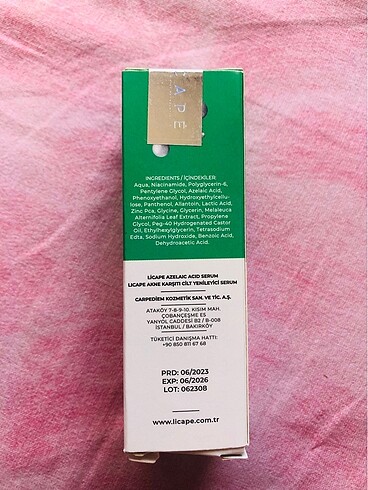 CAPE
INGREDIENTS / İÇİNDEKİLER
Aqua, Niacinamide, Polyglycerin-6,
Pentylene Glycol, Azelaic Acid,
Phenoxyethanol, Hydroxyethylcellu-
lose, Panthenol, Allantoin, Lactic Acid,
Zinc Pca, Glycine, Glycerin, Melaleura
Alternifolia Leaf Extract, Propylene
Glycol, Peg-40 Hydrogenated Castor
Oil, Ethylhexylglycerin, Tetrasodium
Edta, Sodium Hydroxide, Benzoic Acid,
Dehydroacetic Acid.
LİCAPE AZELAIC ACID SERUM
LICAPE AKNE KARŞITI CİLT YENİLEYİCİ SERUM
CARPEDİEM KOZMETİK SAN. VE TİC. A.Ş.
ATAKÖY 7-8-9-10. KISIM MAH.
ÇOBANÇEŞME E5
YANYOL CADDESİ B2 / B-008
İSTANBUL / BAKIRKÖY
TÜKETİCİ DANIŞMA HATTI:
+90 850 811 67 68
PRD: 06/2023
EXP: 06/2026
LOT: 062308
www.licape.com.tr